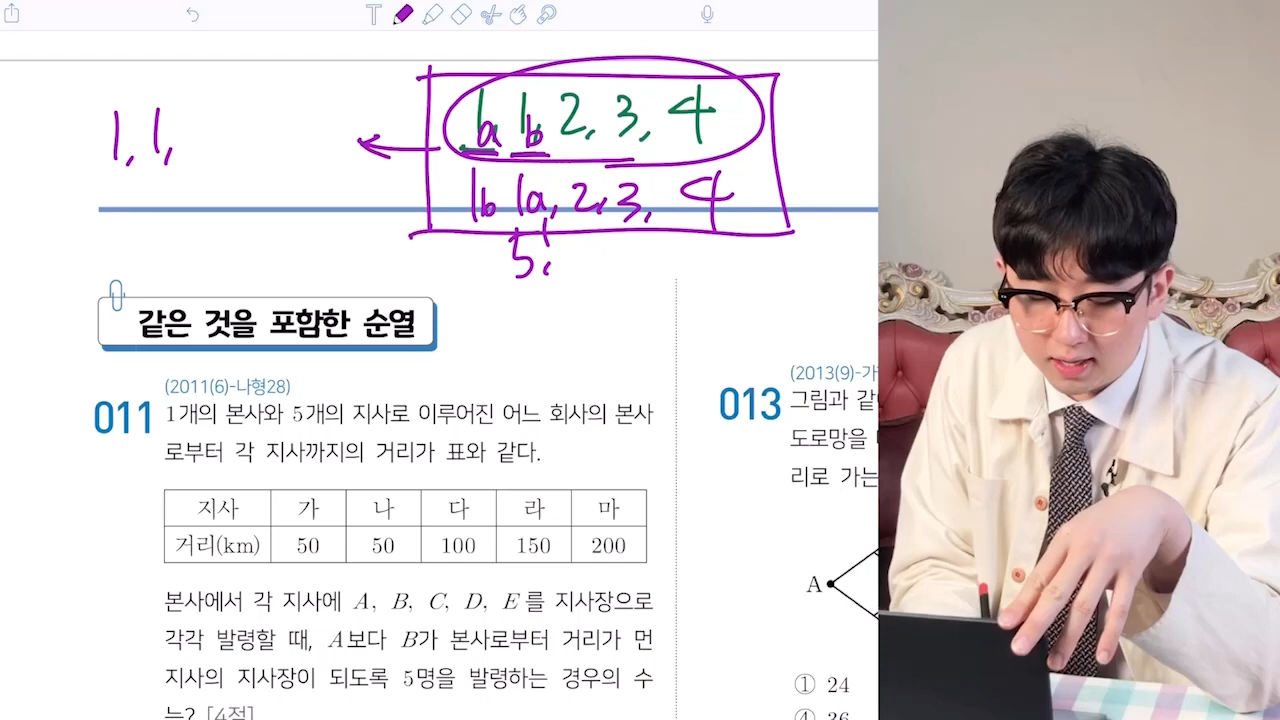 1, 1,
1a 1b 2, 3, 4
1b 1a, 2, 3, 4
5!
같은 것을 포함한 순열
(2011(6)-나형28)
011 1개의 본사와 5개의 지사로 이루어진 어느 회사의 본사
로부터 각 지사까지의 거리가 표와 같다.
지사 가 나 다 라 마
거리(km) 50 50 100 150 200
본사에서 각 지사에 A, B, C, D, E를 지사장으로
각각 발령할 때, A보다 B가 본사로부터 거리가 먼
지사의 지사장이 되도록 5명을 발령하는 경우의 수
는? [4점]
(2013(9)-가
013 그림과 같
도로망을
리로 가는
A
① 24
④ 36